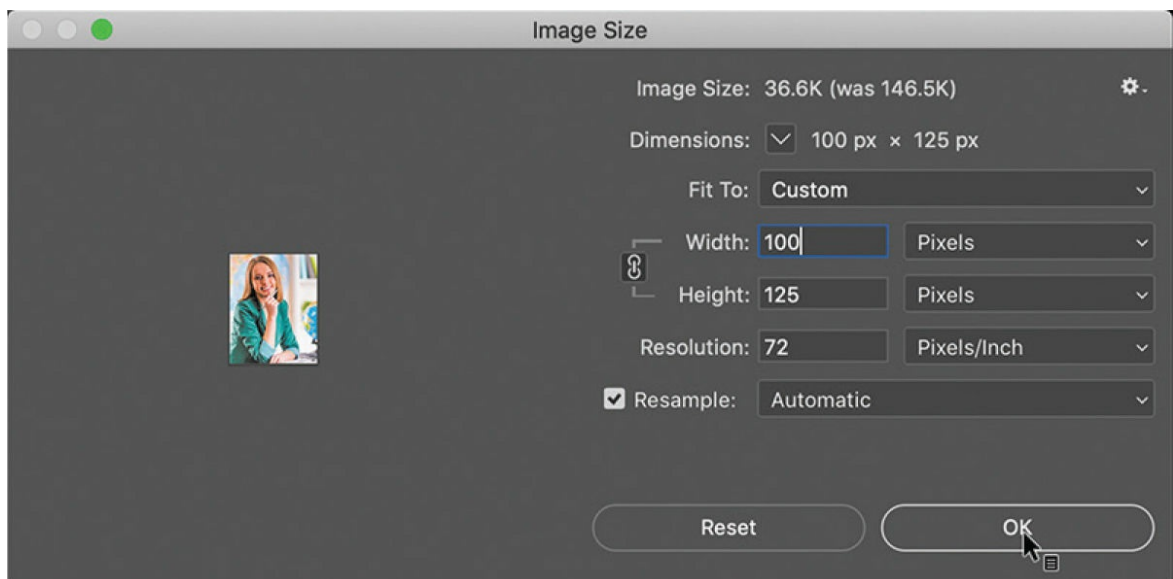 Image Size
Image Size: 36.6K (was 146.5K)
Dimensions: 100 px × 125 px
Fit To: Custom
Width: 100 Pixels
Height: 125 Pixels
Resolution: 72 Pixels/Inch
Resample: Automatic
Reset OK